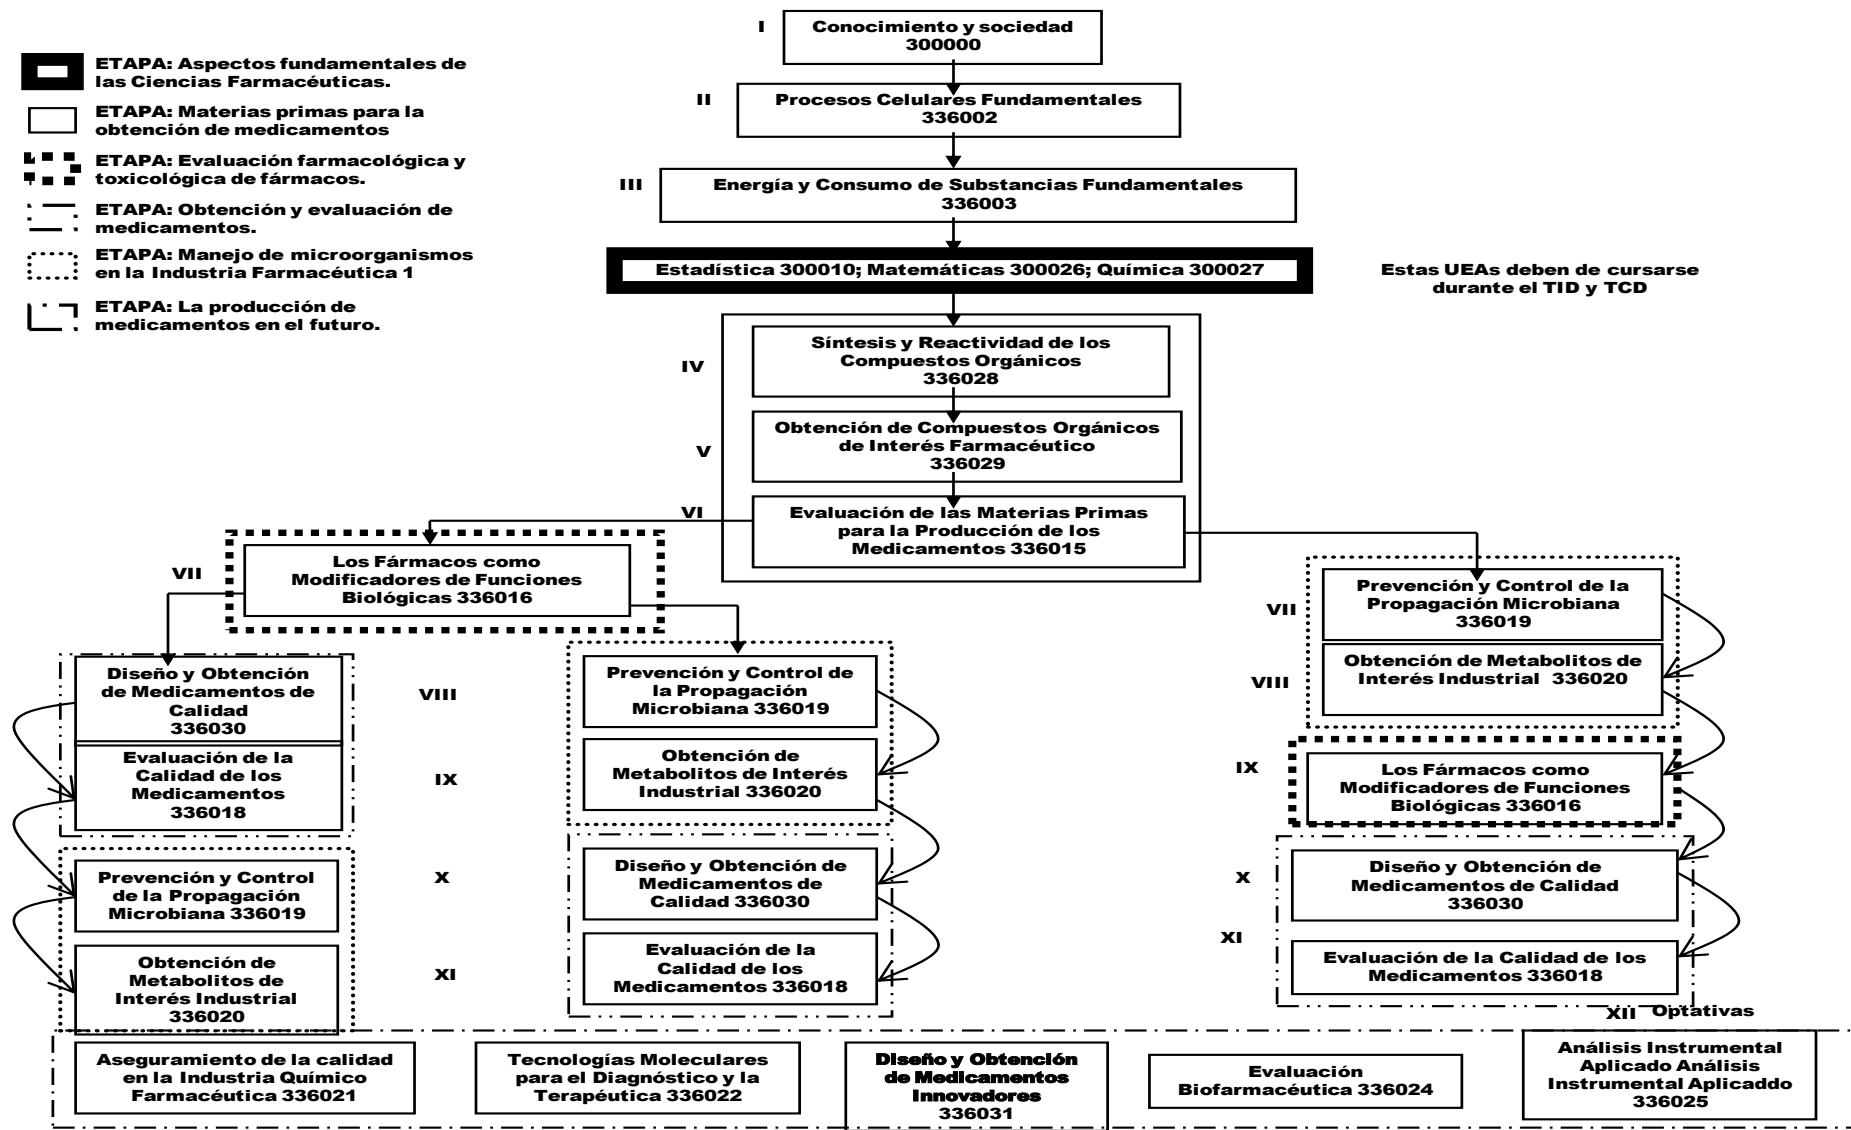 I
Conocimiento y sociedad
300000
ETAPA: Aspectos fundamentales de
las Ciencias Farmacéuticas.
II
Procesos Celulares Fundamentales
336002
ETAPA: Materias primas para la
obtención de medicamentos
ETAPA: Evaluación farmacológica y
toxicológica de fármacos.
III
Energía y Consumo de Substancias Fundamentales
336003
ETAPA: Obtención y evaluación de
medicamentos.
ETAPA: Manejo de microorganismos
en la Industria Farmacéutica 1
Estadística 300010; Matemáticas 300026; Química 300027
Estas UEAs deben de cursarse
durante el TID y TCD
ETAPA: La producción de
medicamentos en el futuro.
IV
Síntesis y Reactividad de los
Compuestos Orgánicos
336028
V
Obtención de Compuestos Orgánicos
de Interés Farmacéutico
336029
VI
Evaluación de las Materias Primas
para la Producción de los
Medicamentos 336015
VII
Los Fármacos como
Modificadores de Funciones
Biológicas 336016
VII
Prevención y Control de la
Propagación Microbiana
336019
Diseño y Obtención
de Medicamentos de
Calidad
336030
VIII
Prevención y Control de
la Propagación
Microbiana 336019
VIII
Obtención de Metabolitos de
Interés Industrial 336020
Evaluación de la
Calidad de los
Medicamentos
336018
IX
Obtención de
Metabolitos de Interés
Industrial 336020
IX
Los Fármacos como
Modificadores de Funciones
Biológicas 336016
Prevención y Control
de la Propagación
Microbiana 336019
X
Diseño y Obtención de
Medicamentos de
Calidad 336030
X
Diseño y Obtención de
Medicamentos de Calidad
336030
Obtención de
Metabolitos de
Interés Industrial
336020
XI
Evaluación de la
Calidad de los
Medicamentos 336018
XI
Evaluación de la Calidad de los
Medicamentos 336018
XII Optativas
Aseguramiento de la calidad
en la Industria Químico
Farmacéutica 336021
Tecnologías Moleculares
para el Diagnóstico y la
Terapéutica 336022
Diseño y Obtención
de Medicamentos
Innovadores
336031
Evaluación
Biofarmacéutica 336024
Análisis Instrumental
Aplicado Análisis
Instrumental Aplicaddo
336025